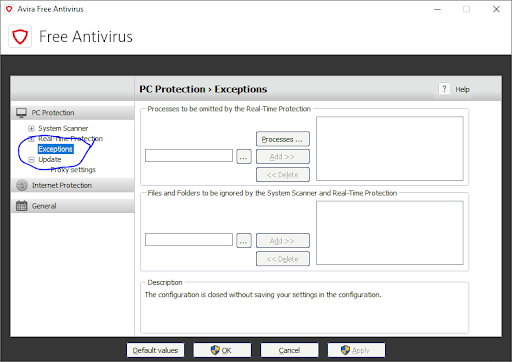 Avira Free Antivirus
Free Antivirus
PC Protection › Exceptions
? Help
PC Protection
System Scanner
Real-Time Protection
Exceptions
Update
Proxy settings
Internet Protection
General
Processes to be omitted by the Real-Time Protection
Processes ...
...
Add >>
<< Delete
Files and Folders to be ignored by the System Scanner and Real-Time Protection
...
Add >>
<< Delete
Description
The configuration is closed without saving your settings in the configuration.
Default values
OK
Cancel
Apply